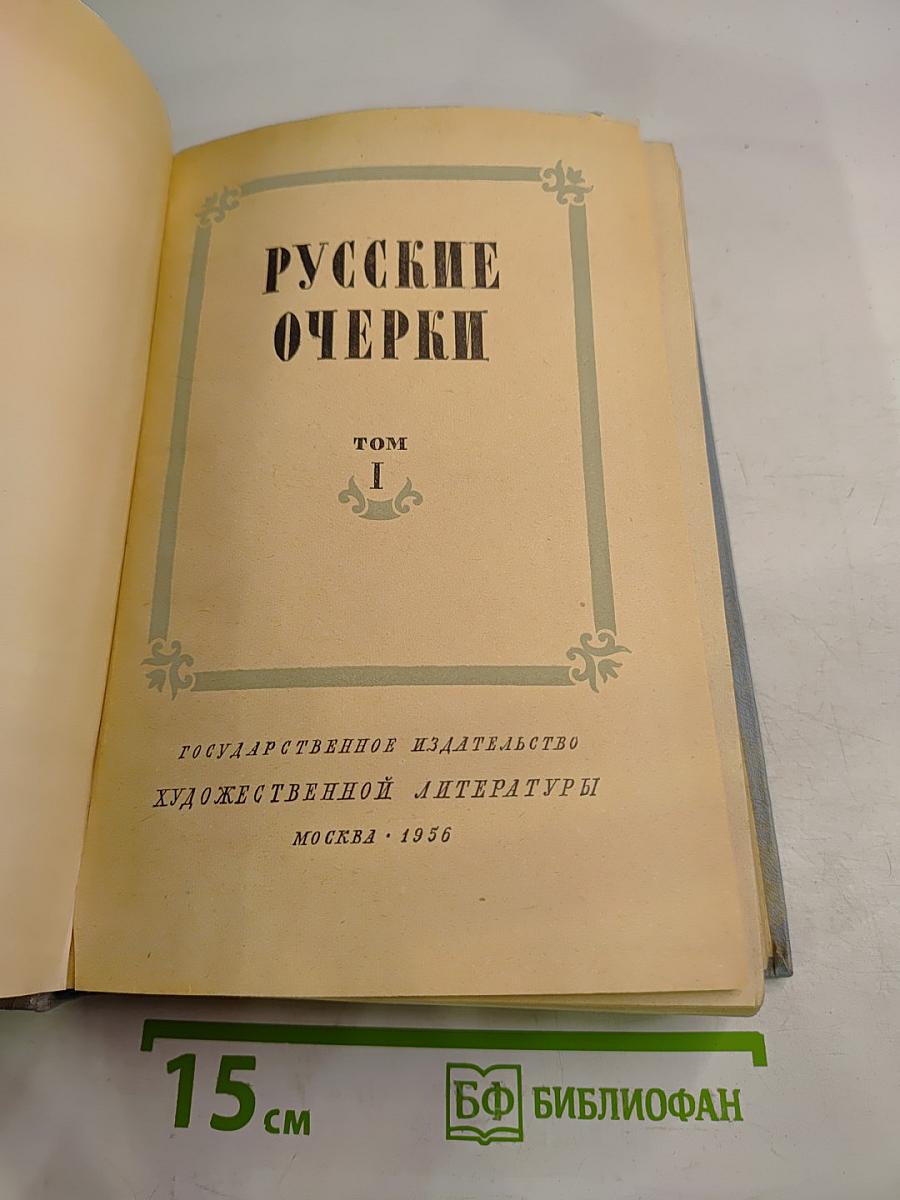 РУССКИЕ
ОЧЕРКИ
ТОМ
I
ГОСУДАРСТВЕННОЕ ИЗДАТЕЛЬСТВО
ХУДОЖЕСТВЕННОЙ ЛИТЕРАТУРЫ
МОСКВА · 1956
15 см
БФ БИБЛИОФАН